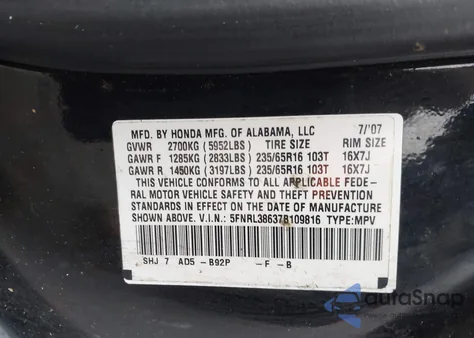 MFD. BY HONDA MFG. OF ALABAMA, LLC 7/'07
GVWR 2700KG (5952LBS) TIRE SIZE RIM SIZE
GAWR F 1285KG (2833LBS) 235/65R16 103T 16X7J
GAWR R 1450KG (3197LBS) 235/65R16 103T 16X7J
THIS VEHICLE CONFORMS TO ALL APPLICABLE FEDE-
RAL MOTOR VEHICLE SAFETY AND THEFT PREVENTION
STANDARDS IN EFFECT ON THE DATE OF MANUFACTURE
SHOWN ABOVE. V.I.N.: 5FNRL38637B109816 TYPE:MPV
SHJ 7 AD5 -B92P -F -B
autoSnap